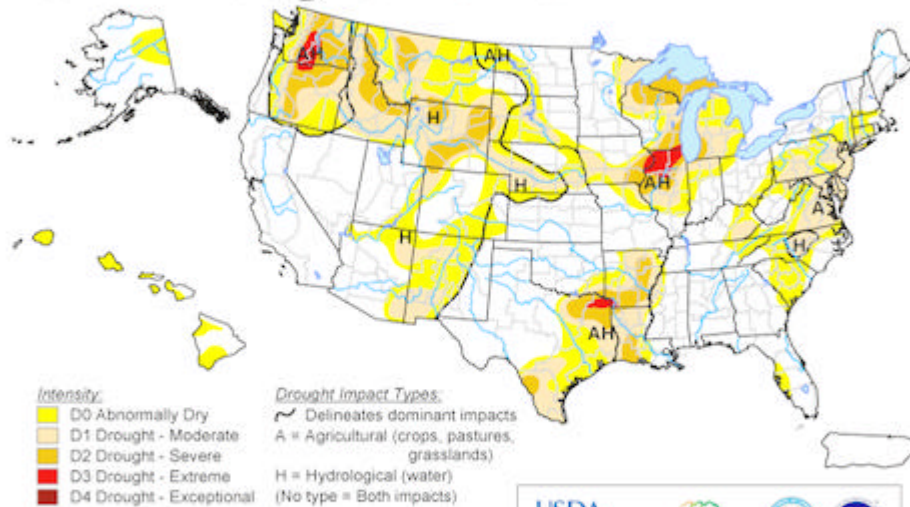 AH
AH
H
AH
H
A
H
H
AH
Intensity:
D0 Abnormally Dry
D1 Drought - Moderate
D2 Drought - Severe
D3 Drought - Extreme
D4 Drought - Exceptional
Drought Impact Types:
Delineates dominant impacts
A = Agricultural (crops, pastures,
grasslands)
H = Hydrological (water)
(No type = Both impacts)
USDA